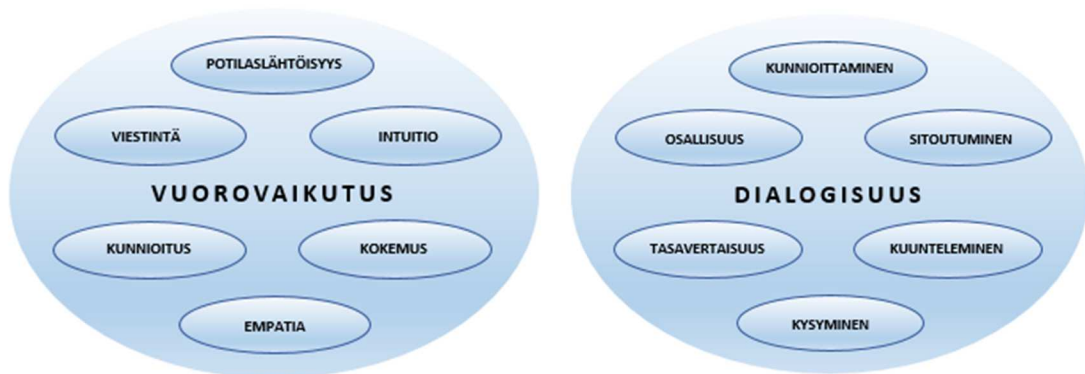 POTILASLÄHTÖISYYS
VIESTINTÄ
INTUITIO
VUOROVAIKUTUS
KUNNIOITUS
KOKEMUS
EMPATIA
KUNNIOITTAMINEN
OSALLISUUS
SITOUTUMINEN
DIALOGISUUS
TASAVERTAISUUS
KUUNTELEMINEN
KYSYMINEN